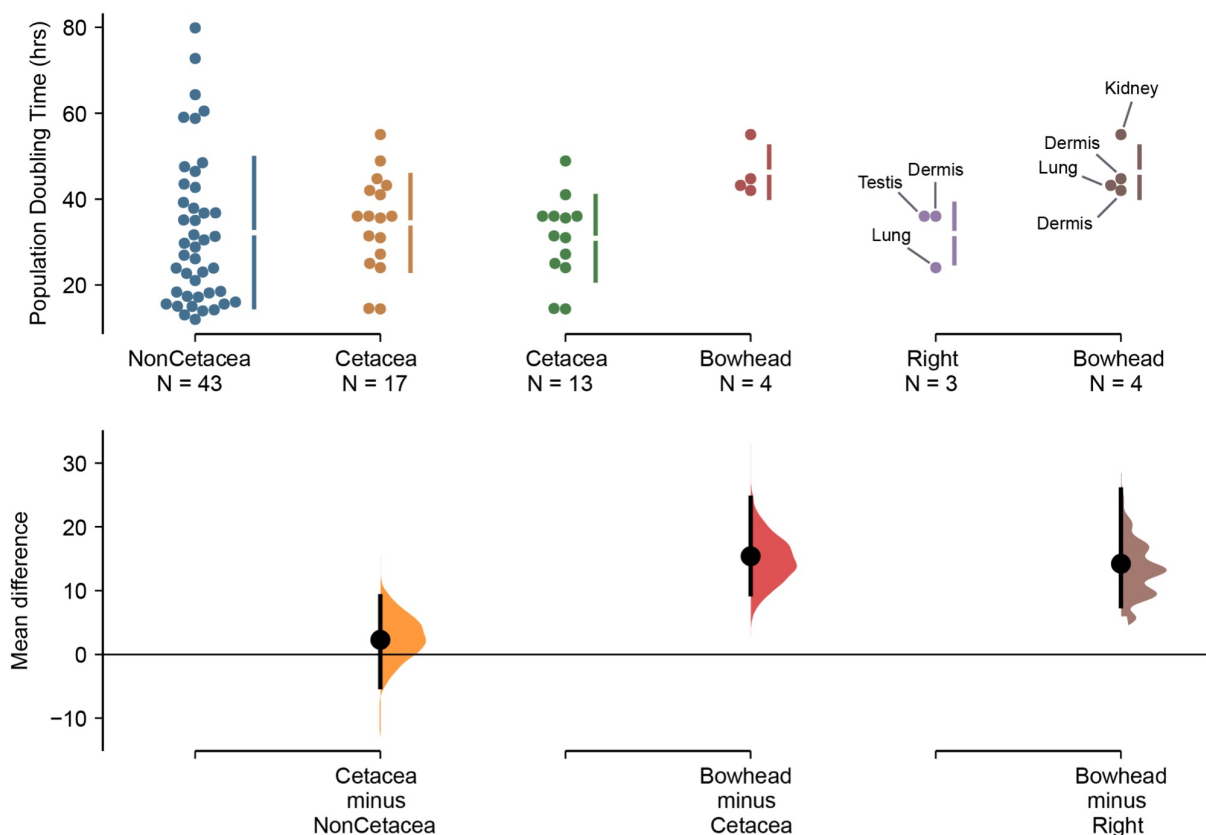 Population Doubling Time (hrs)
80
60
40
20
Kidney
Dermis
Lung
Dermis
Testis
Dermis
Lung
NonCetacea
N = 43
Cetacea
N = 17
Cetacea
N = 13
Bowhead
N = 4
Right
N = 3
Bowhead
N = 4
Mean difference
30
20
10
0
−10
Cetacea
minus
NonCetacea
Bowhead
minus
Cetacea
Bowhead
minus
Right